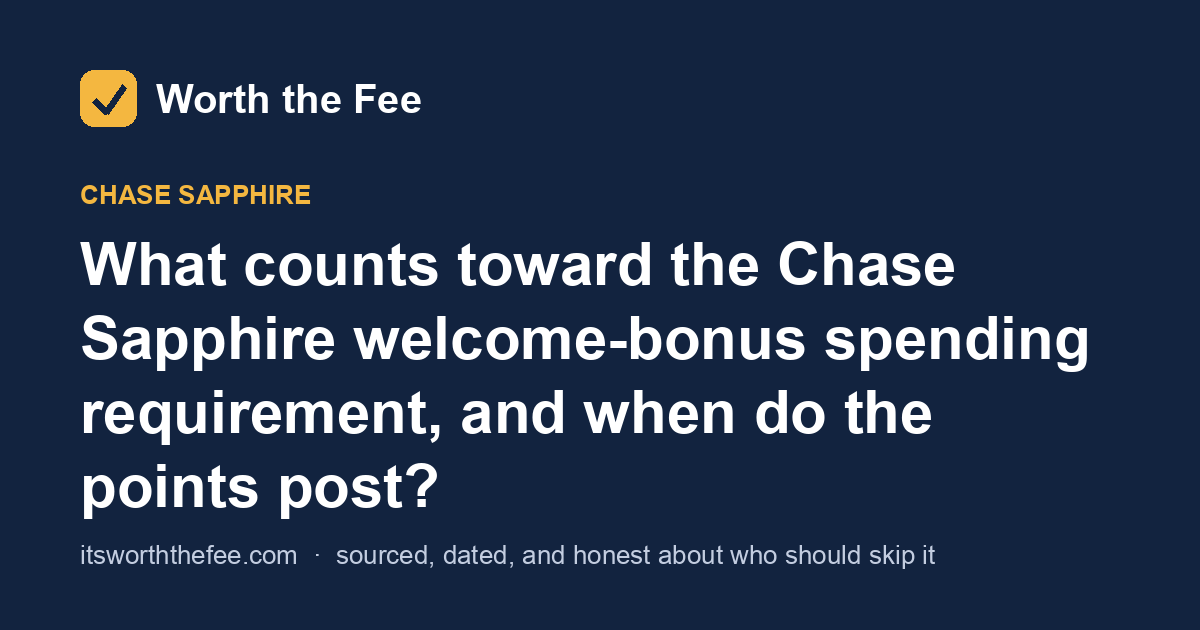 Worth the Fee
CHASE SAPPHIRE
What counts toward the Chase
Sapphire welcome-bonus spending
requirement, and when do the
points post?
itsworththefee.com · sourced, dated, and honest about who should skip it